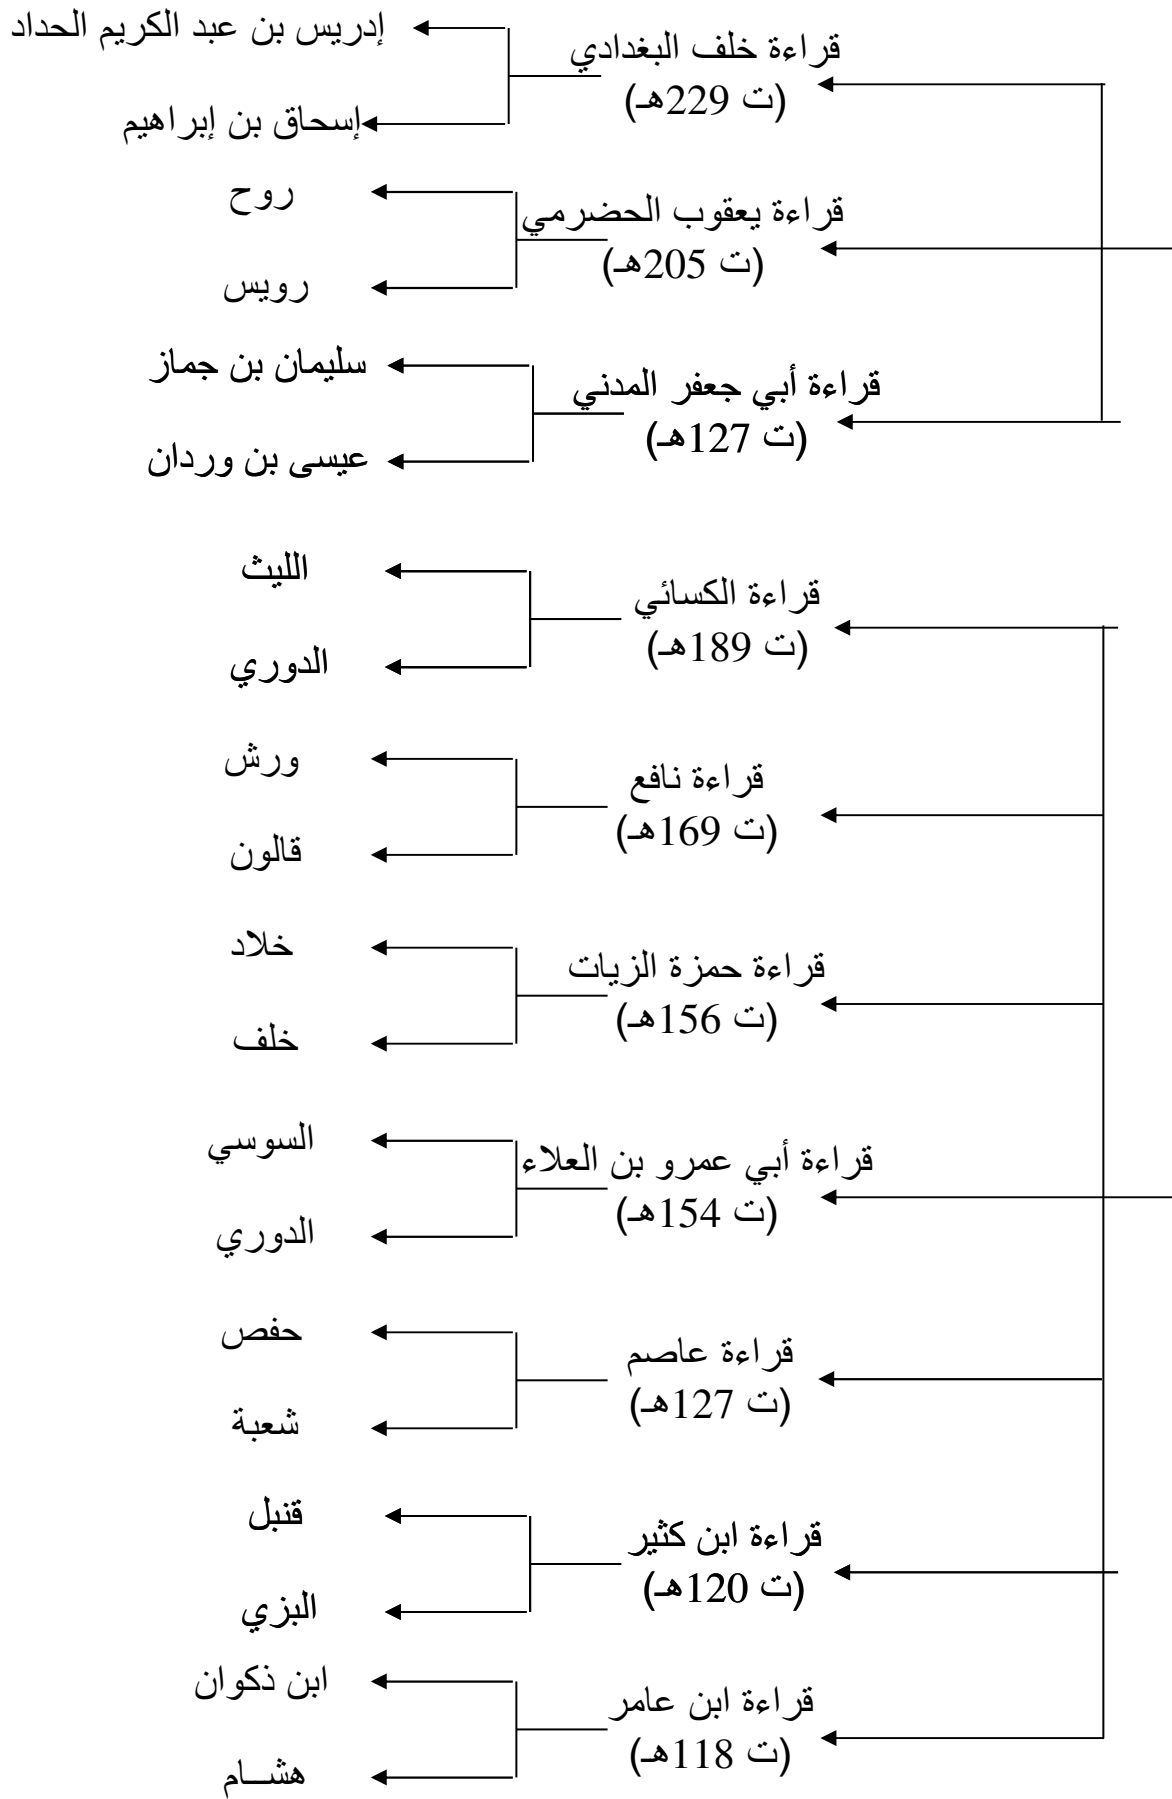 إدريس بن عبد الكريم الحداد
قراءة خلف البغدادي
(ت 229هـ)
إسحاق بن إبراهيم
روح
قراءة يعقوب الحضرمي
(ت 205هـ)
رويس
سليمان بن جماز
قراءة أبي جعفر المدني
(ت 127هـ)
عيسى بن وردان
الليث
قراءة الكسائي
(ت 189هـ)
الدوري
ورش
قراءة نافع
(ت 169هـ)
قالون
خلاد
قراءة حمزة الزيات
(ت 156هـ)
خلف
السوسي
قراءة أبي عمرو بن العلاء
(ت 154هـ)
الدوري
حفص
قراءة عاصم
(ت 127هـ)
شعبة
قنبل
قراءة ابن كثير
(ت 120هـ)
البزي
ابن ذكوان
قراءة ابن عامر
(ت 118هـ)
هشـــام